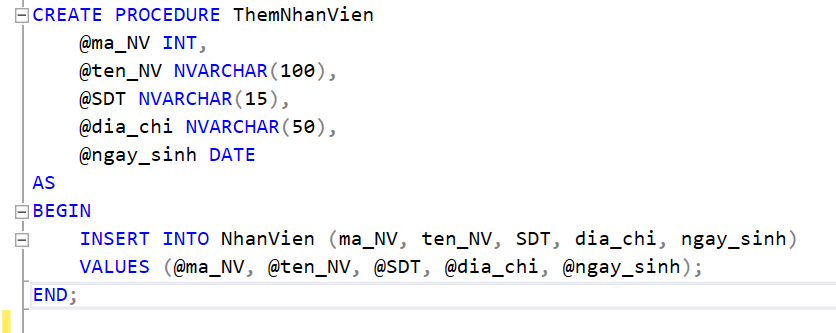 CREATE PROCEDURE ThemNhanVien
    @ma_NV INT,
    @ten_NV NVARCHAR(100),
    @SDT NVARCHAR(15),
    @dia_chi NVARCHAR(50),
    @ngay_sinh DATE
AS
BEGIN
    INSERT INTO NhanVien (ma_NV, ten_NV, SDT, dia_chi, ngay_sinh)
    VALUES (@ma_NV, @ten_NV, @SDT, @dia_chi, @ngay_sinh);
END;